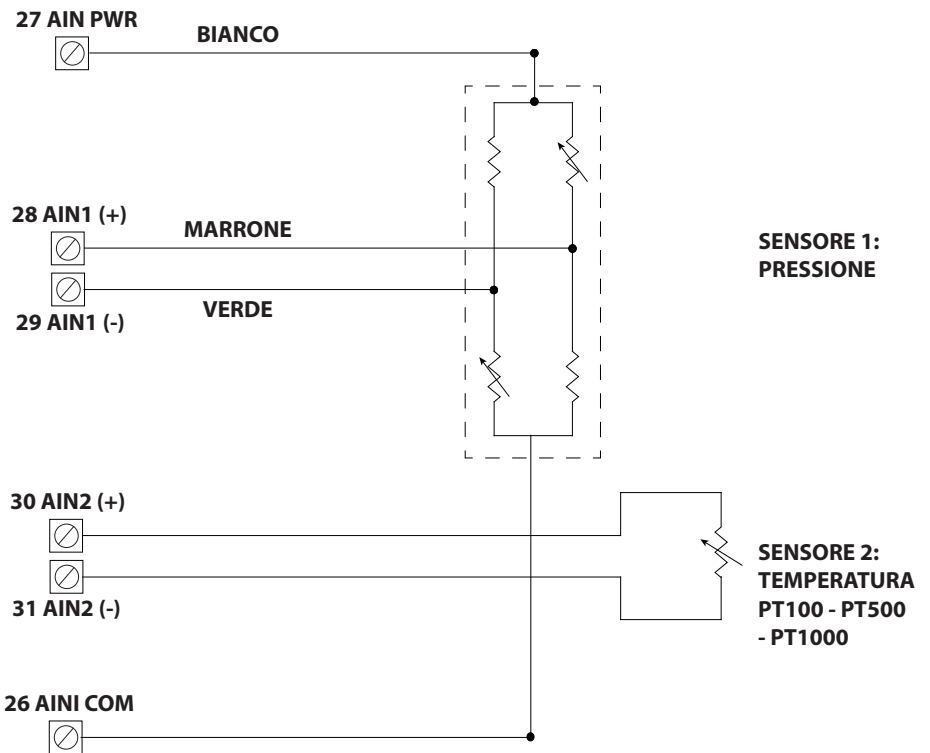 27 AIN PWR
BIANCO
28 AIN1 (+)
MARRONE
29 AIN1 (-)
VERDE
SENSORE 1:
PRESSIONE
30 AIN2 (+)
31 AIN2 (-)
SENSORE 2:
TEMPERATURA
PT100 - PT500
- PT1000
26 AINI COM